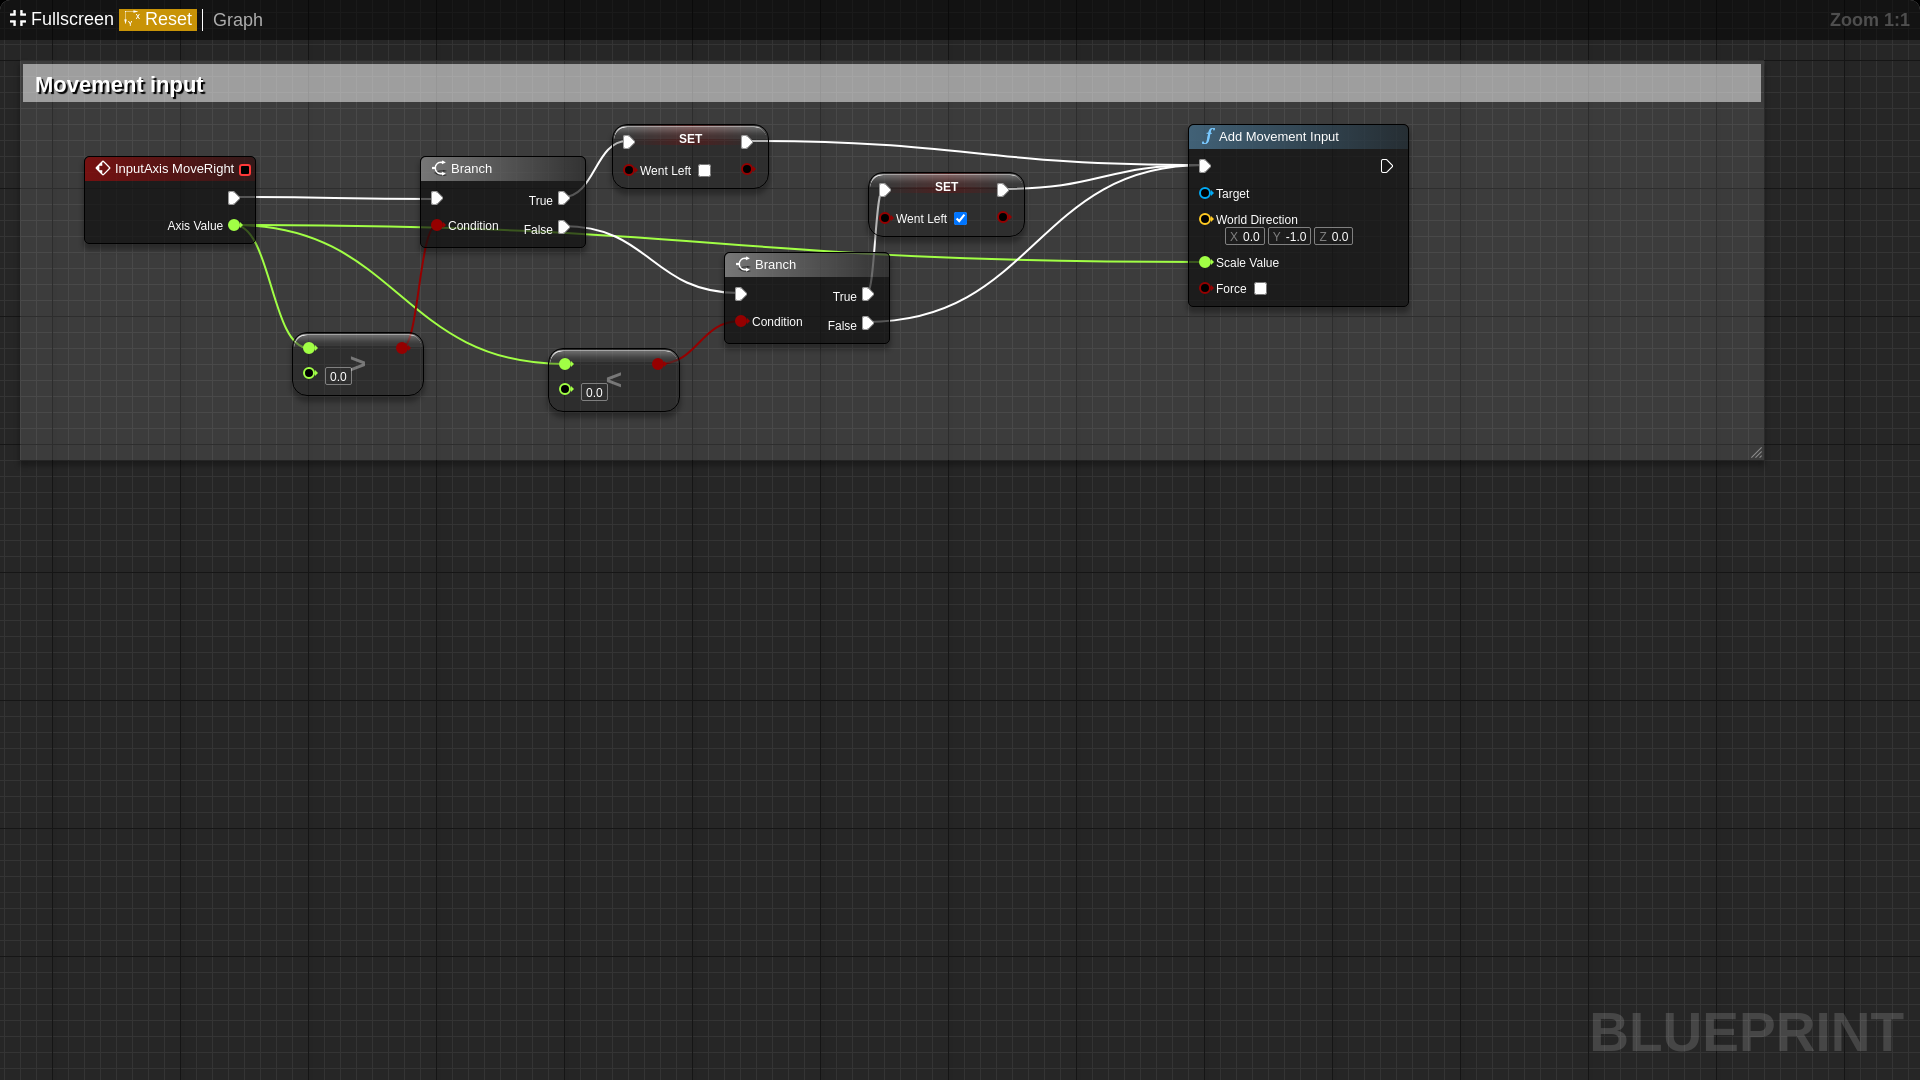 Fullscreen Reset Graph Zoom 1:1
Movement input
InputAxis MoveRight
Axis Value
Branch
True
Condition
False
SET
Went Left
SET
Went Left
Branch
True
Condition
False
>
0.0
<
0.0
Add Movement Input
Target
World Direction
X 0.0 Y -1.0 Z 0.0
Scale Value
Force
BLUEPRINT